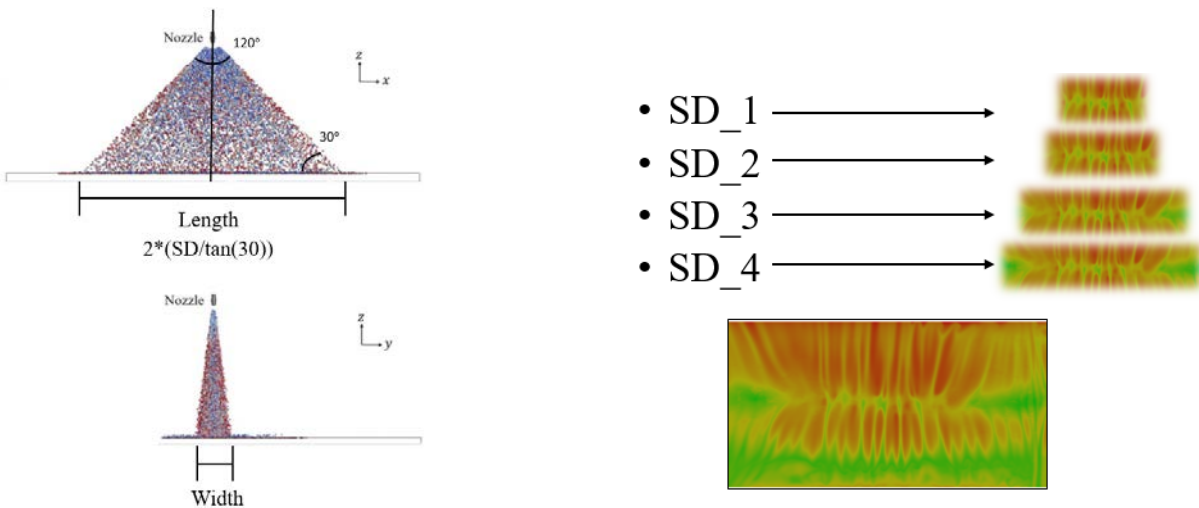 Nozzle
120°
z
x
30°
Length
2*(SD/tan(30))
Nozzle
z
y
Width
• SD_1
• SD_2
• SD_3
• SD_4